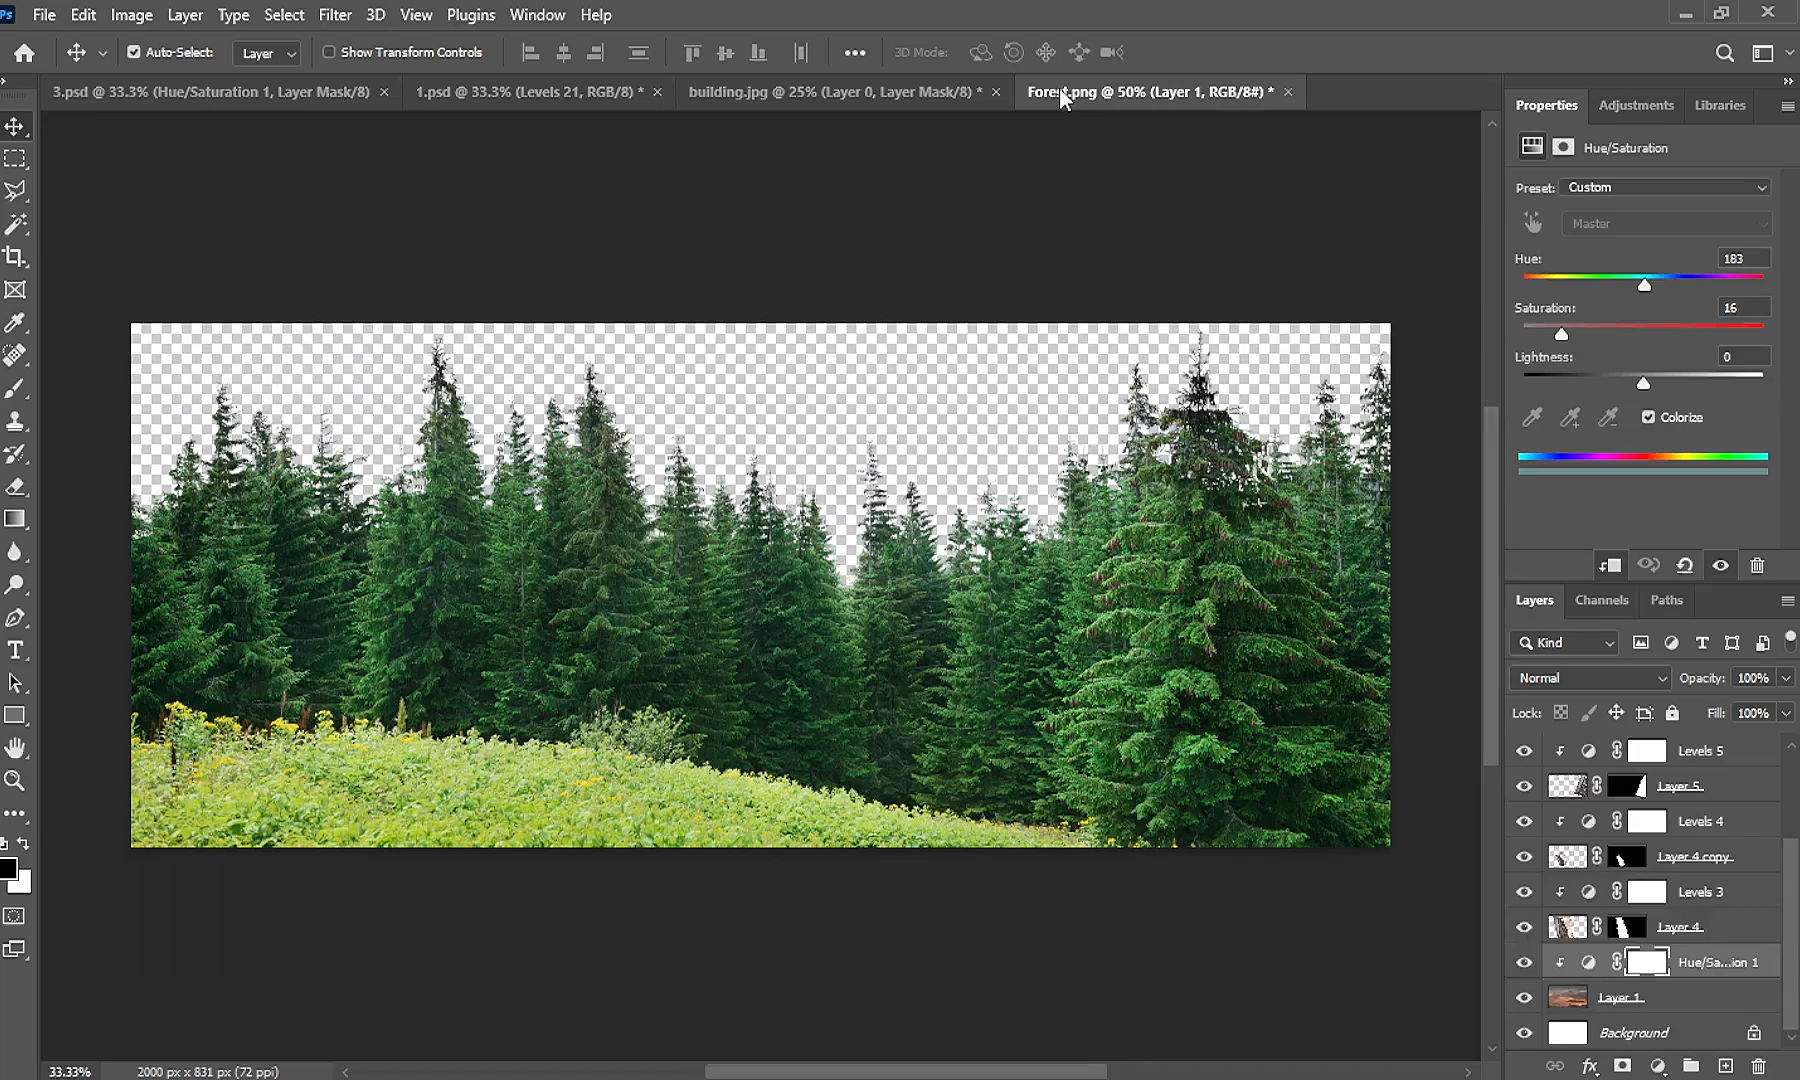 Ps File Edit Image Layer Type Select Filter 3D View Plugins Window Help
Auto-Select: Layer Show Transform Controls 3D Mode:
3.psd @ 33.3% (Hue/Saturation 1, Layer Mask/8) × 1.psd @ 33.3% (Levels 21, RGB/8) * × building.jpg @ 25% (Layer 0, Layer Mask/8) * × .png @ 50% (Layer 1, RGB/8#) * ×
Properties Adjustments Libraries
Hue/Saturation
Preset: Custom
Master
Hue: 183
Saturation: 16
Lightness: 0
Colorize
Layers Channels Paths
Kind
Normal Opacity: 100%
Lock: Fill: 100%
Levels 5
Layer 5
Levels 4
Layer 4 copy
Levels 3
Layer 4
Hue/Sa...ion 1
Layer 1
Background
33.33% 2000 px x 831 px (72 ppi)